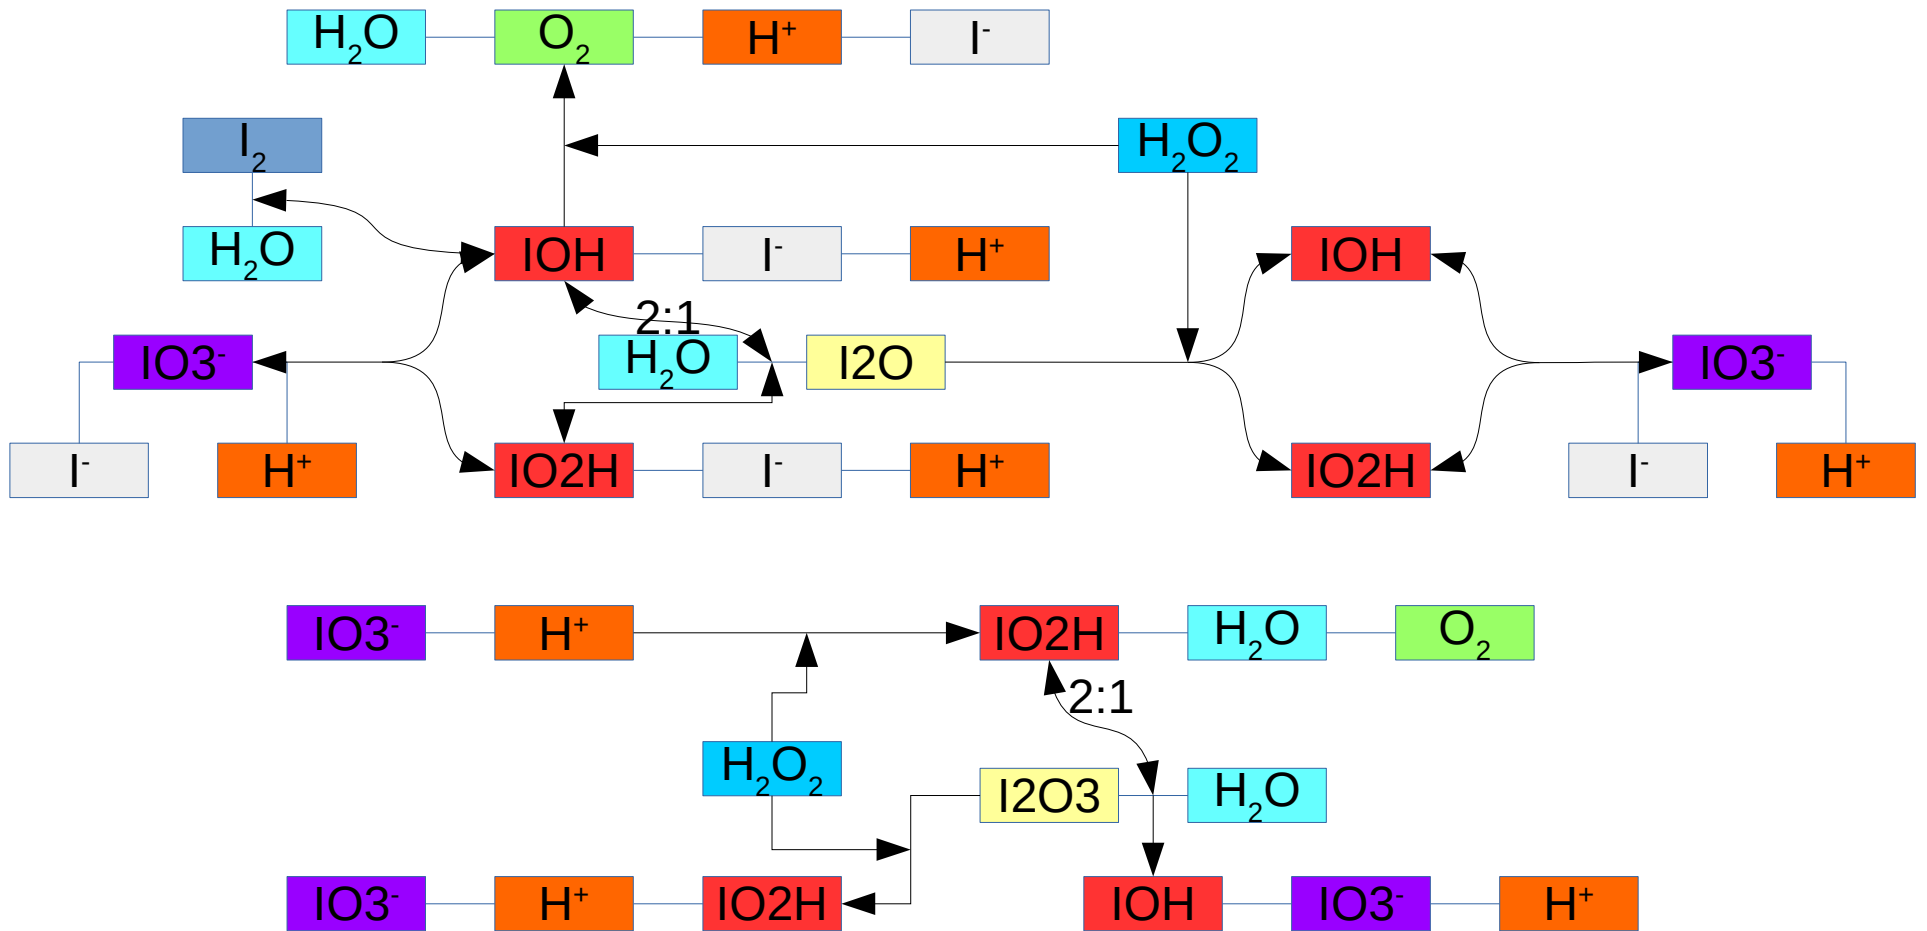 H₂O O₂ H⁺ I⁻
I₂ H₂O₂
H₂O IOH I⁻ H⁺ IOH
2:1
IO3⁻ H₂O I2O IO3⁻
I⁻ H⁺ IO2H I⁻ H⁺ IO2H I⁻ H⁺
IO3⁻ H⁺ IO2H H₂O O₂
2:1
H₂O₂ I2O3 H₂O
IO3⁻ H⁺ IO2H IOH IO3⁻ H⁺